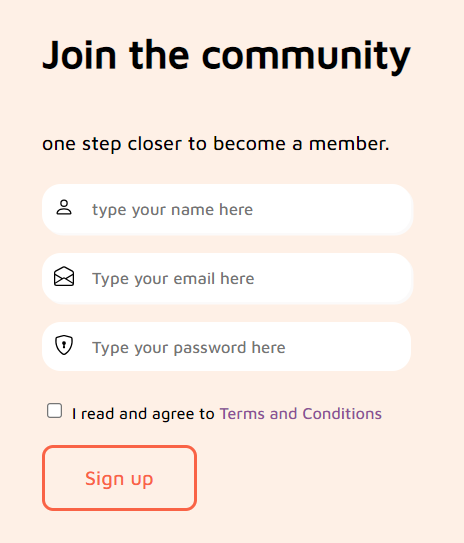 Join the community
one step closer to become a member.
type your name here
Type your email here
Type your password here
I read and agree to Terms and Conditions
Sign up